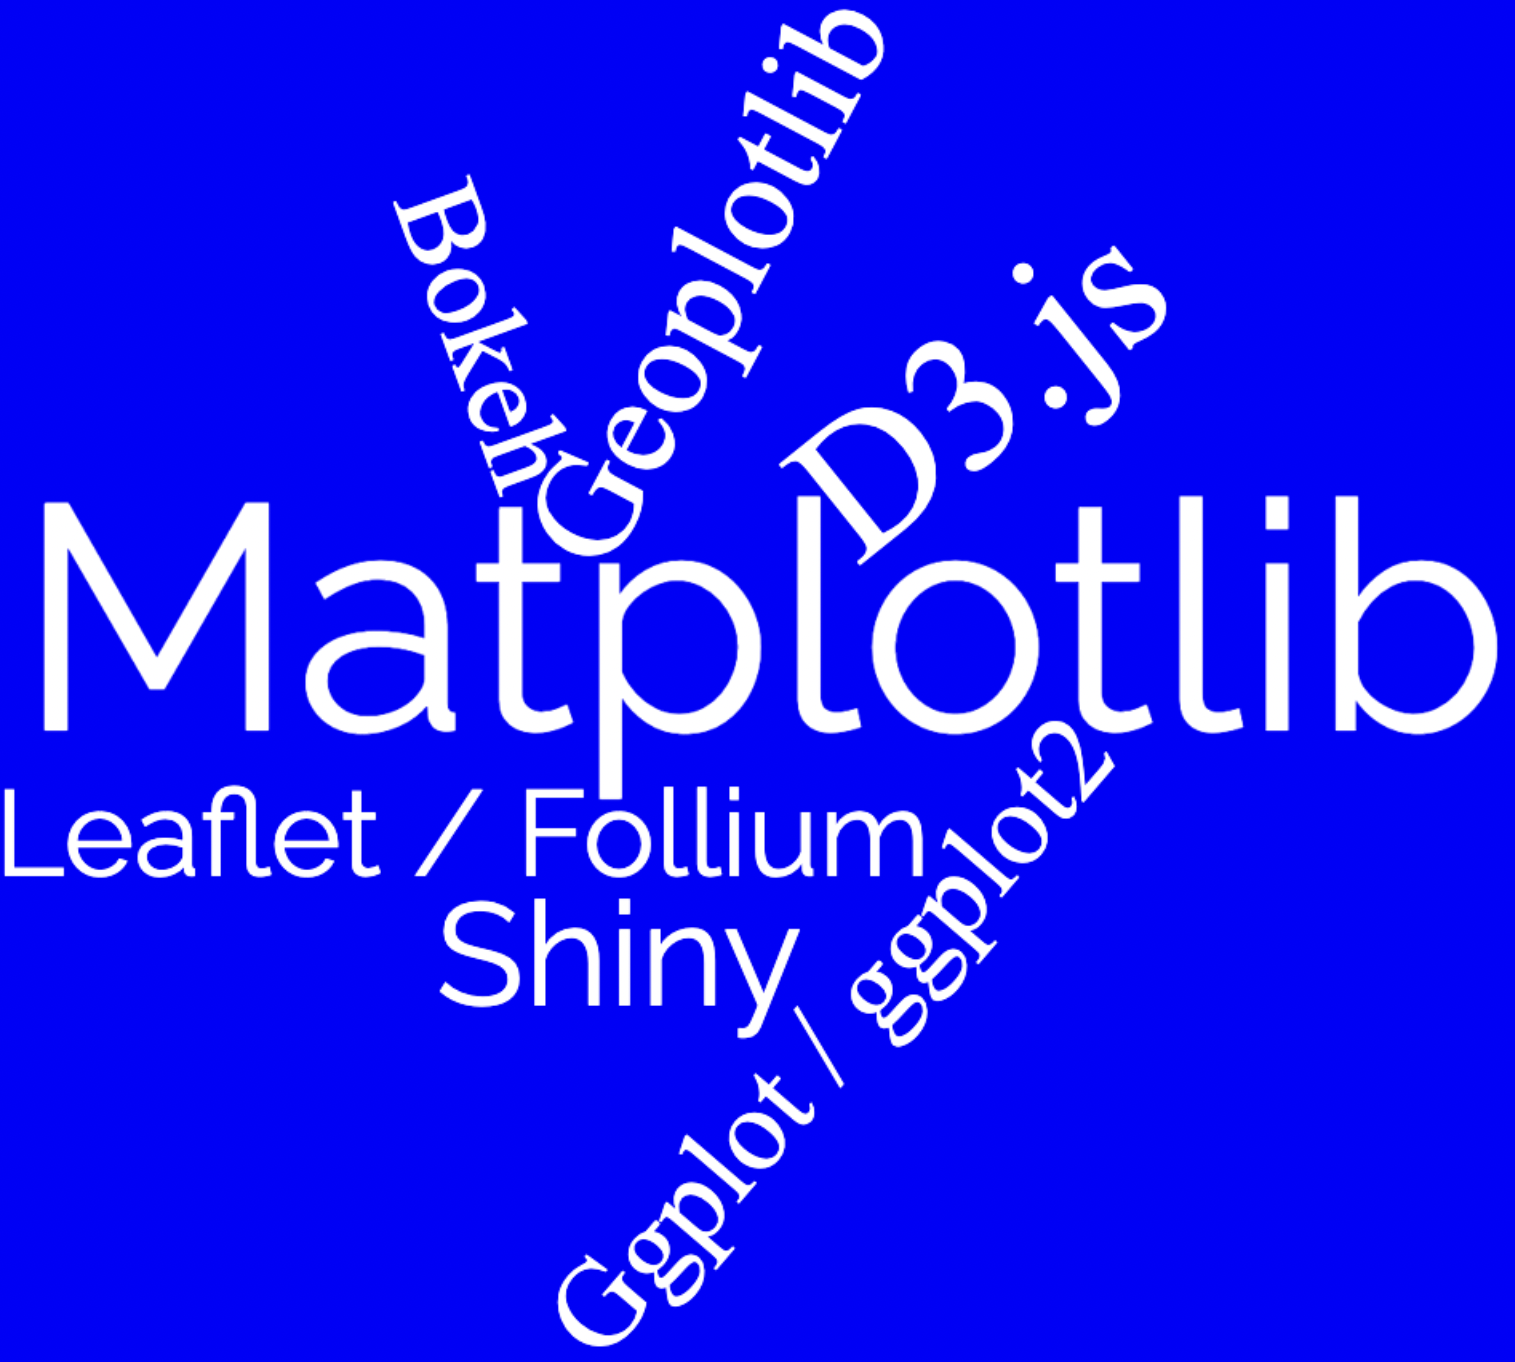 Geoplotlib
Bokeh
D3.js
Matplotlib
Leaflet / Follium
Shiny
Ggplot / ggplot2